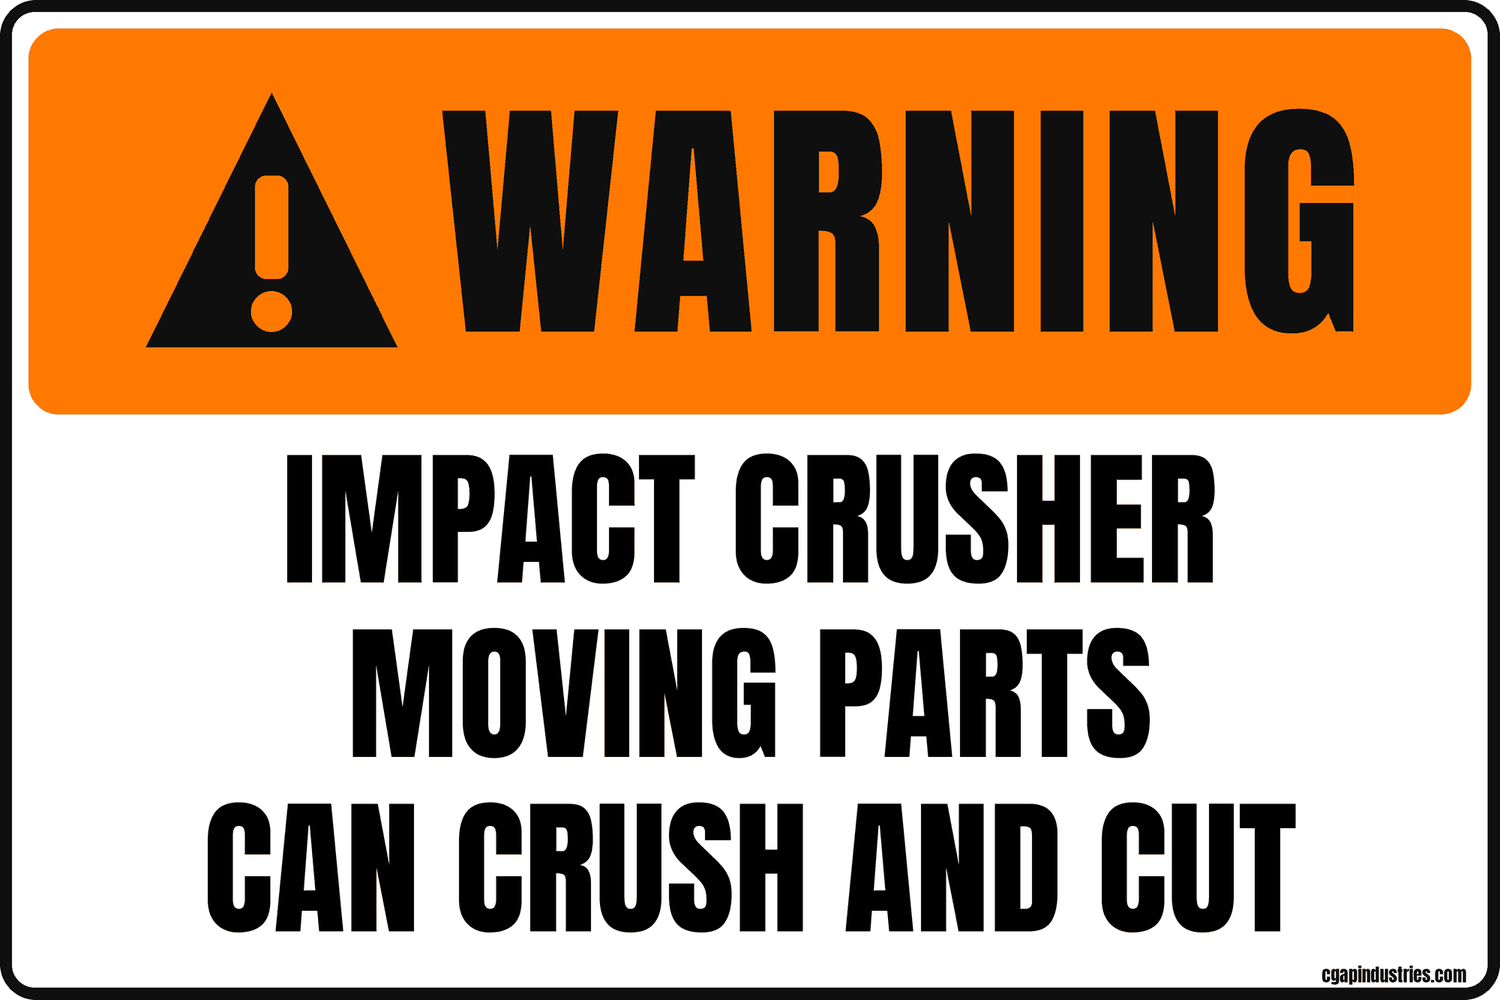 WARNING
IMPACT CRUSHER
MOVING PARTS
CAN CRUSH AND CUT
cgapindustries.com